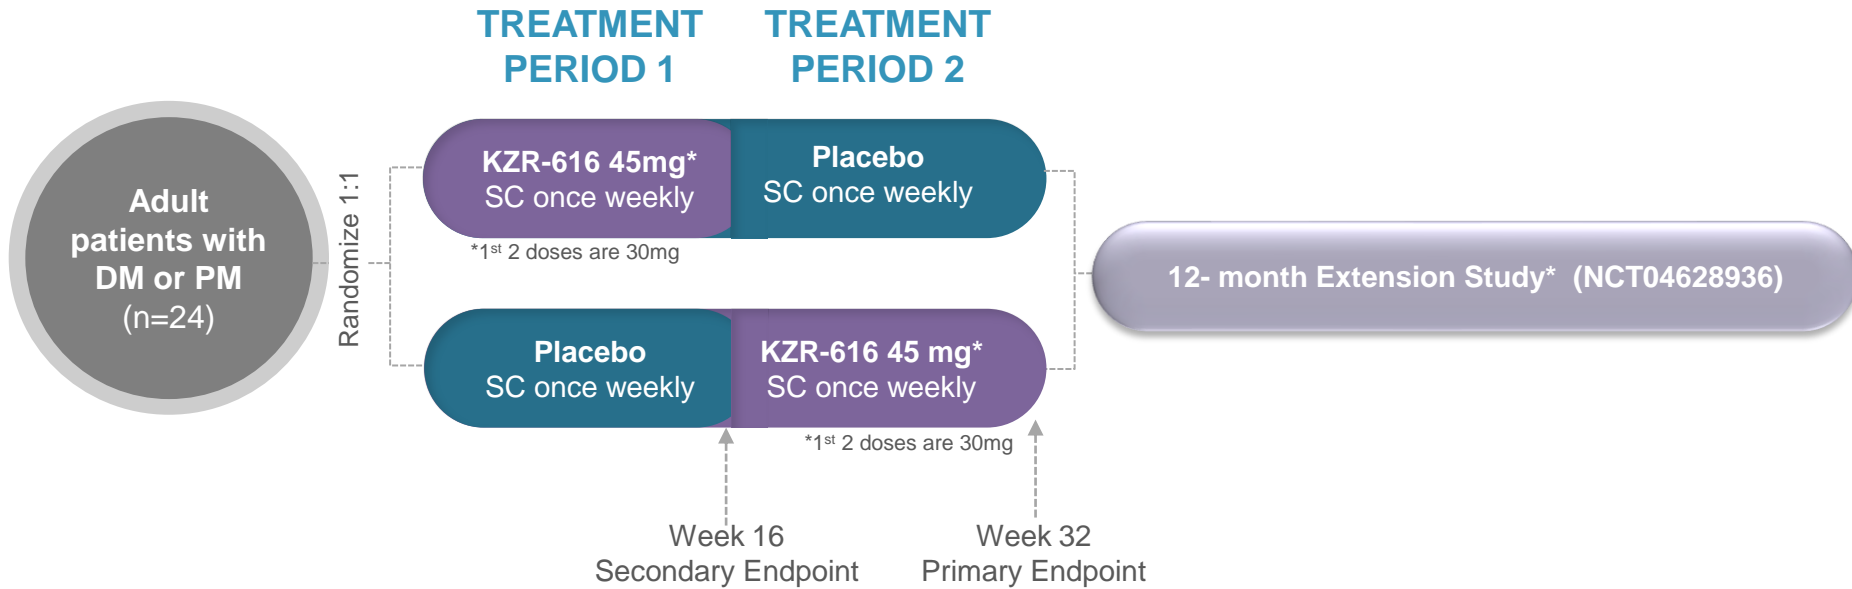 TREATMENT
PERIOD 1
TREATMENT
PERIOD 2
Adult
patients with
DM or PM
(n=24)
Randomize 1:1
KZR-616 45mg*
SC once weekly
*1st 2 doses are 30mg
Placebo
SC once weekly
Placebo
SC once weekly
KZR-616 45 mg*
SC once weekly
*1st 2 doses are 30mg
12- month Extension Study* (NCT04628936)
Week 16
Secondary Endpoint
Week 32
Primary Endpoint